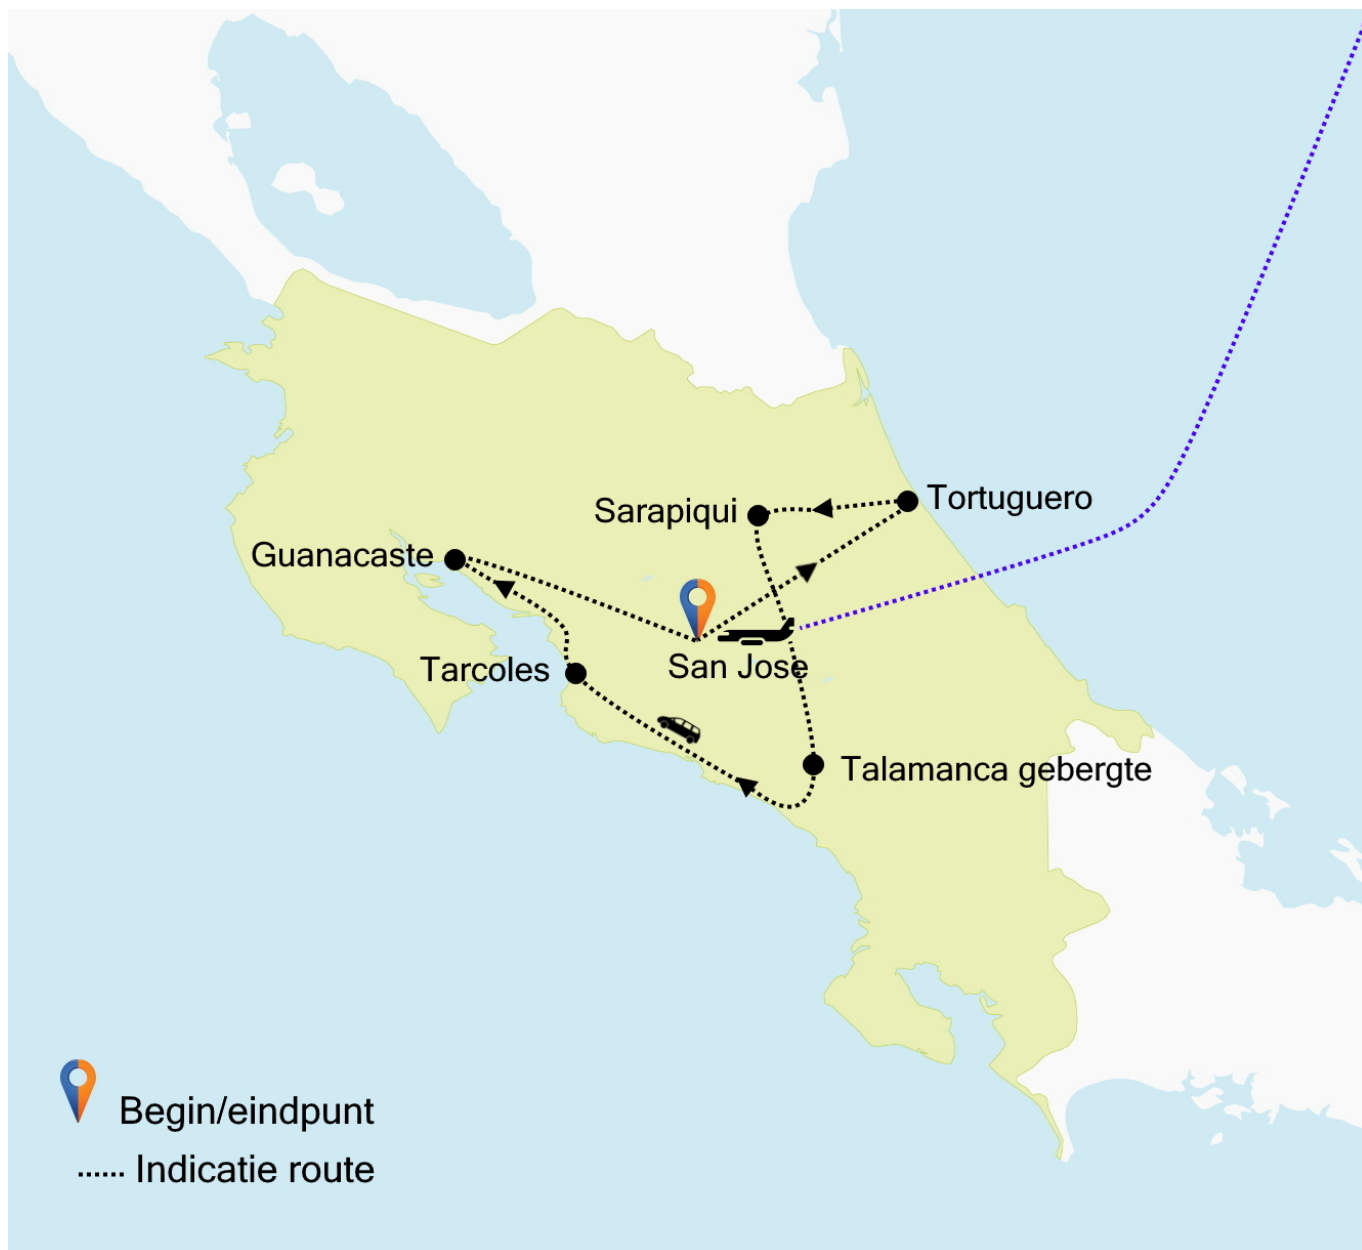 Tortuguero
Sarapiqui
Guanacaste
San Jose
Tarcoles
Talamanca gebergte
Begin/eindpunt
Indicatie route